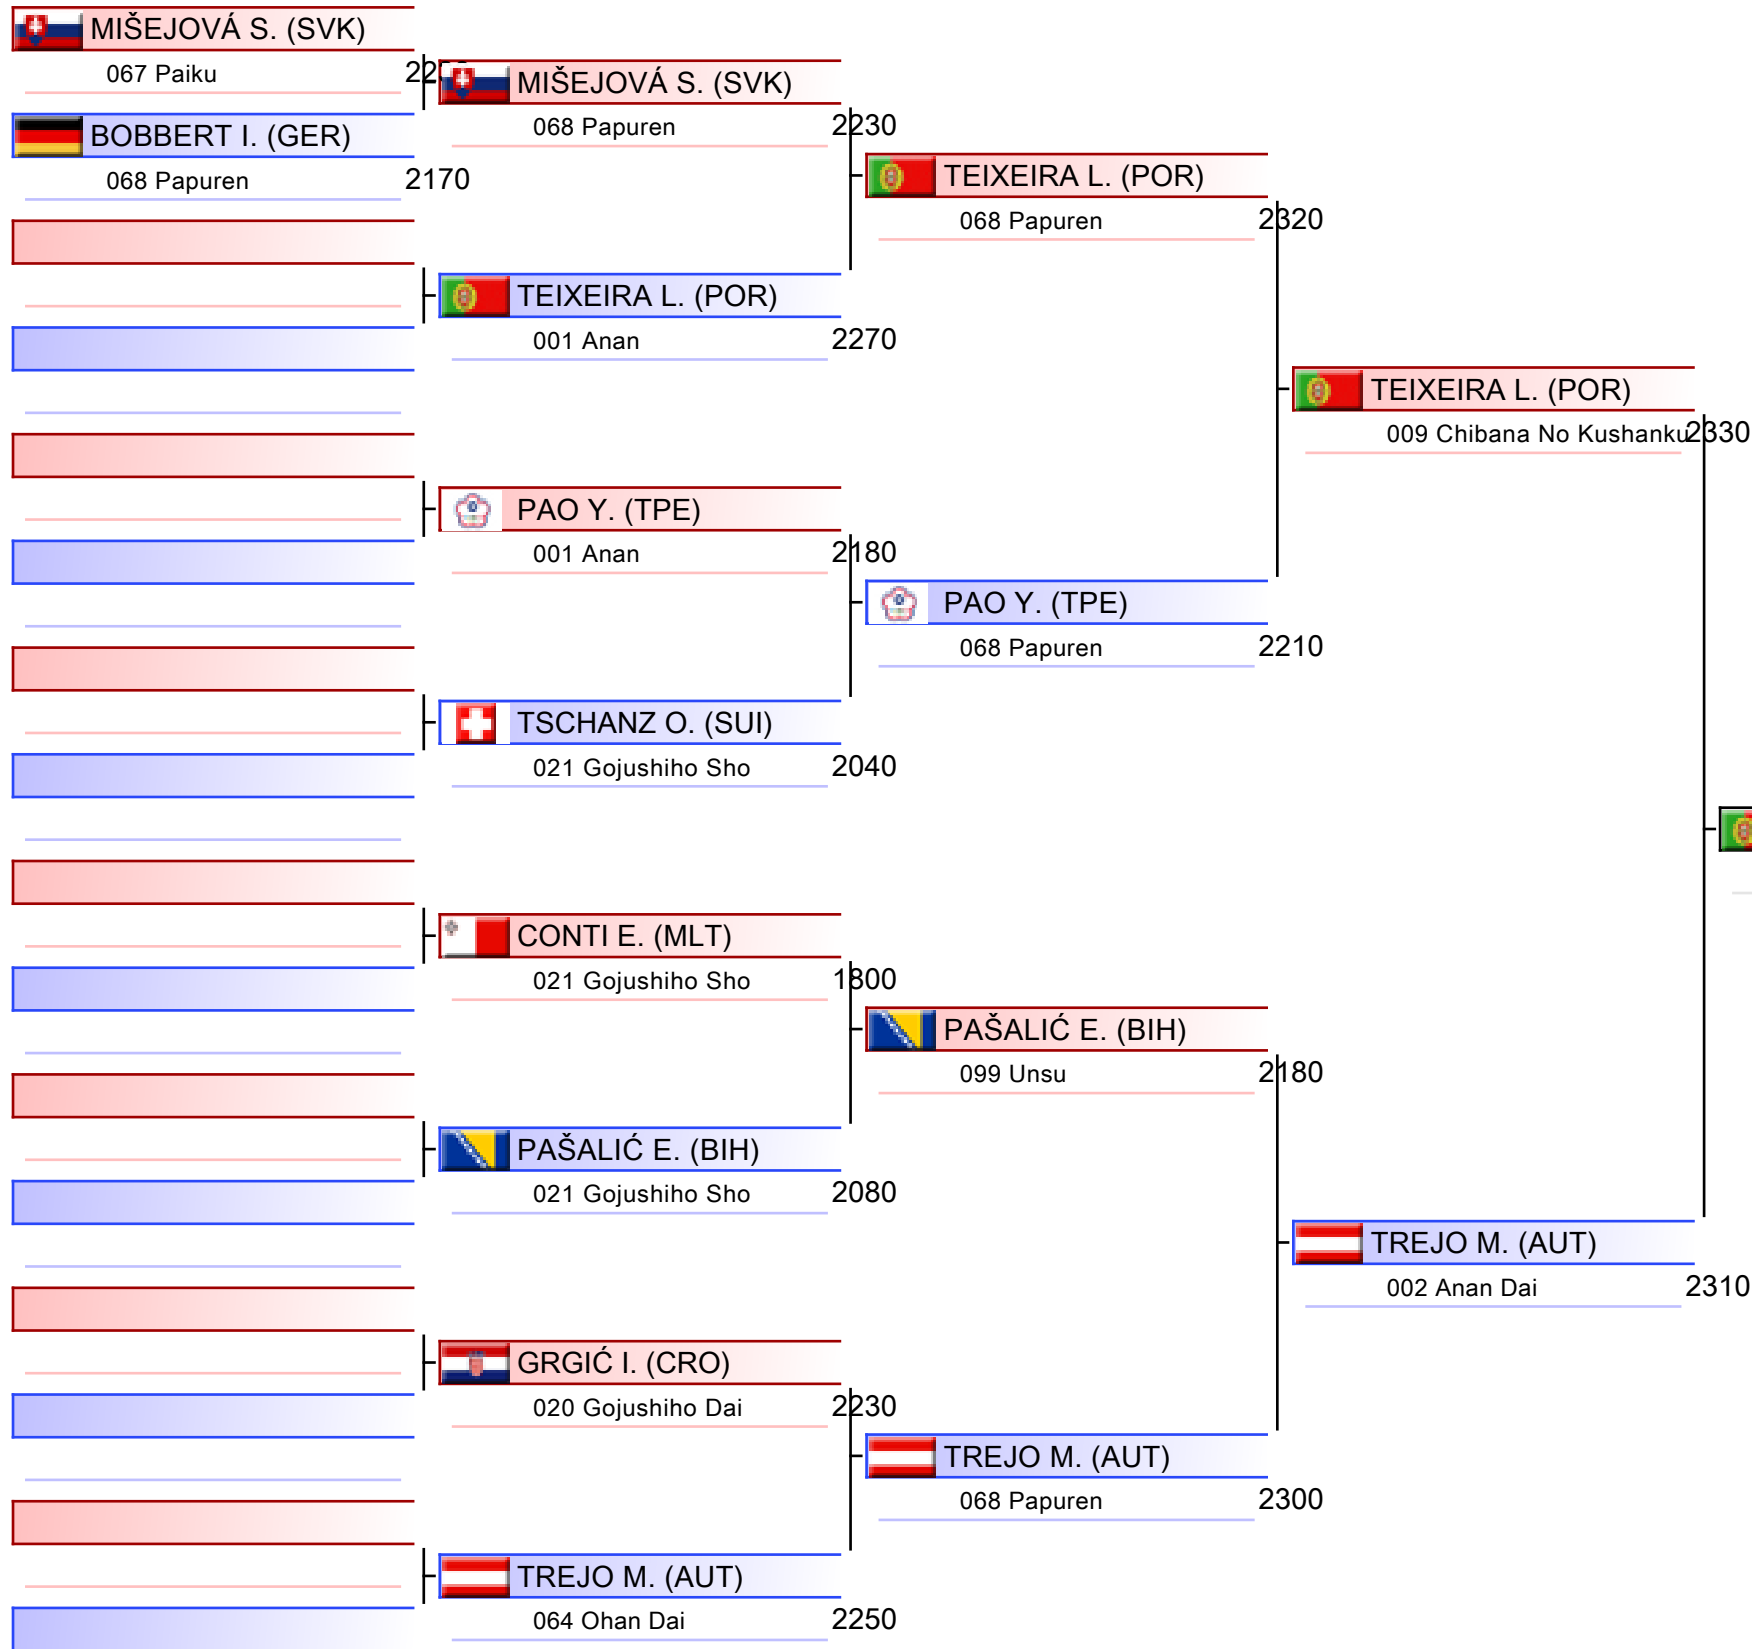 MIŠEJOVÁ S. (SVK)
067 Paiku
BOBBERT I. (GER)
068 Papuren 2170
MIŠEJOVÁ S. (SVK)
068 Papuren 2230
TEIXEIRA L. (POR)
001 Anan 2270
PAO Y. (TPE)
001 Anan 2180
TSCHANZ O. (SUI)
021 Gojushiho Sho 2040
CONTI E. (MLT)
021 Gojushiho Sho 1800
PAŠALIĆ E. (BIH)
021 Gojushiho Sho 2080
GRGIĆ I. (CRO)
020 Gojushiho Dai 2230
TREJO M. (AUT)
064 Ohan Dai 2250
TEIXEIRA L. (POR)
068 Papuren 2320
PAO Y. (TPE)
068 Papuren 2210
PAŠALIĆ E. (BIH)
099 Unsu 2180
TREJO M. (AUT)
068 Papuren 2300
TEIXEIRA L. (POR)
009 Chibana No Kushanku 2330
TREJO M. (AUT)
002 Anan Dai 2310